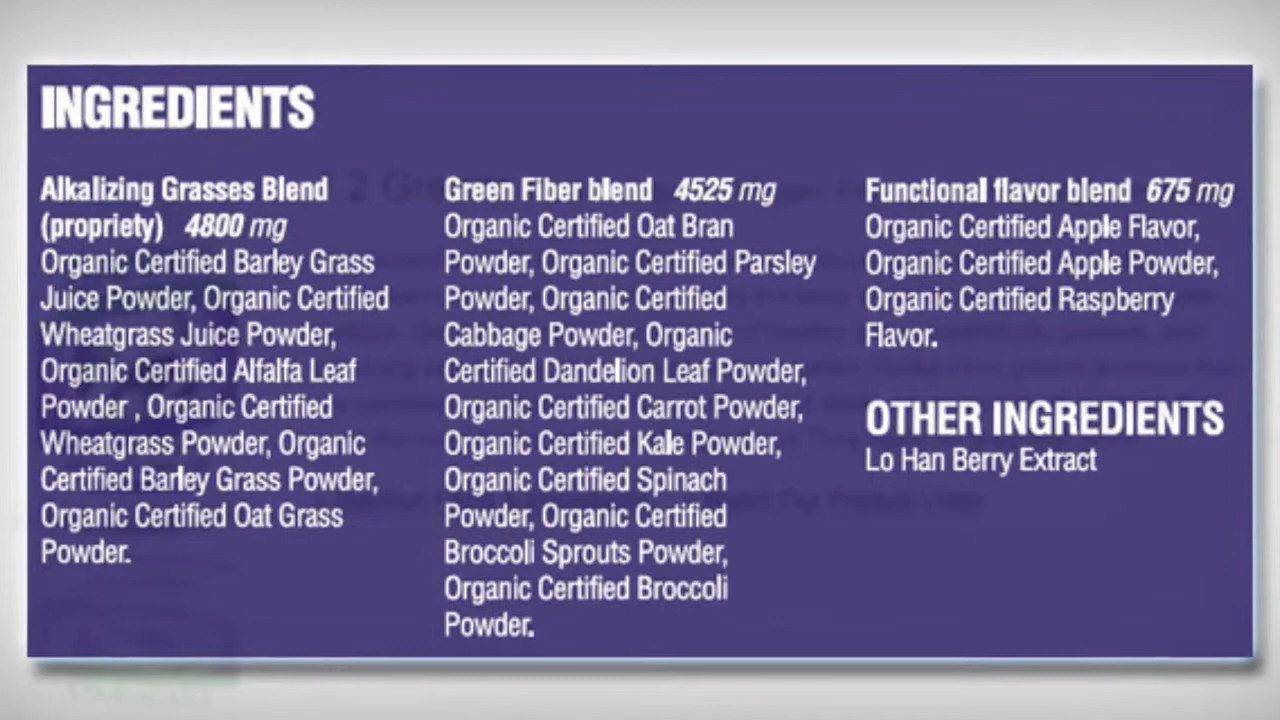 INGREDIENTS
Alkalizing Grasses Blend
(propriety) 4800 mg
Organic Certified Barley Grass
Juice Powder, Organic Certified
Wheatgrass Juice Powder,
Organic Certified Alfalfa Leaf
Powder , Organic Certified
Wheatgrass Powder, Organic
Certified Barley Grass Powder,
Organic Certified Oat Grass
Powder.
Green Fiber blend 4525 mg
Organic Certified Oat Bran
Powder, Organic Certified Parsley
Powder, Organic Certified
Cabbage Powder, Organic
Certified Dandelion Leaf Powder,
Organic Certified Carrot Powder,
Organic Certified Kale Powder,
Organic Certified Spinach
Powder, Organic Certified
Broccoli Sprouts Powder,
Organic Certified Broccoli
Powder.
Functional flavor blend 675 mg
Organic Certified Apple Flavor,
Organic Certified Apple Powder,
Organic Certified Raspberry
Flavor.
OTHER INGREDIENTS
Lo Han Berry Extract